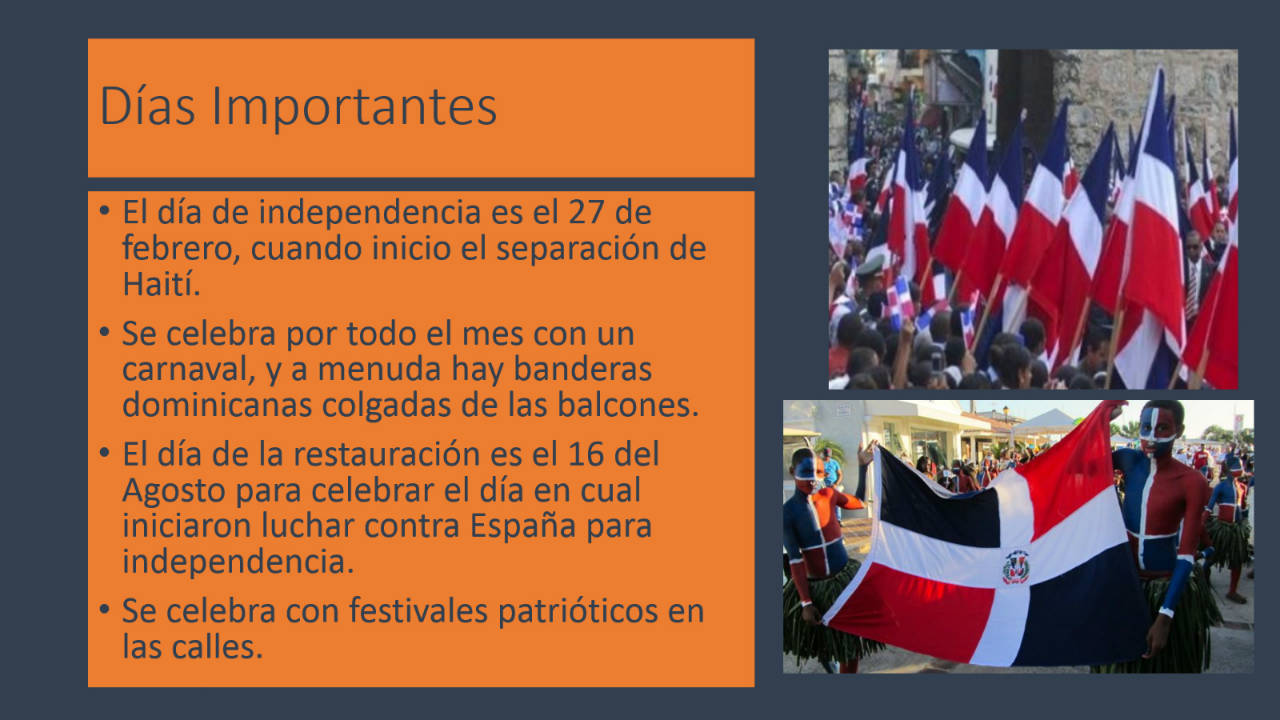 Días Importantes
• El día de independencia es el 27 de
febrero, cuando inicio el separación de
Haití.
• Se celebra por todo el mes con un
carnaval, y a menuda hay banderas
dominicanas colgadas de las balcones.
• El día de la restauración es el 16 del
Agosto para celebrar el día en cual
iniciaron luchar contra España para
independencia.
• Se celebra con festivales patrióticos en
las calles.